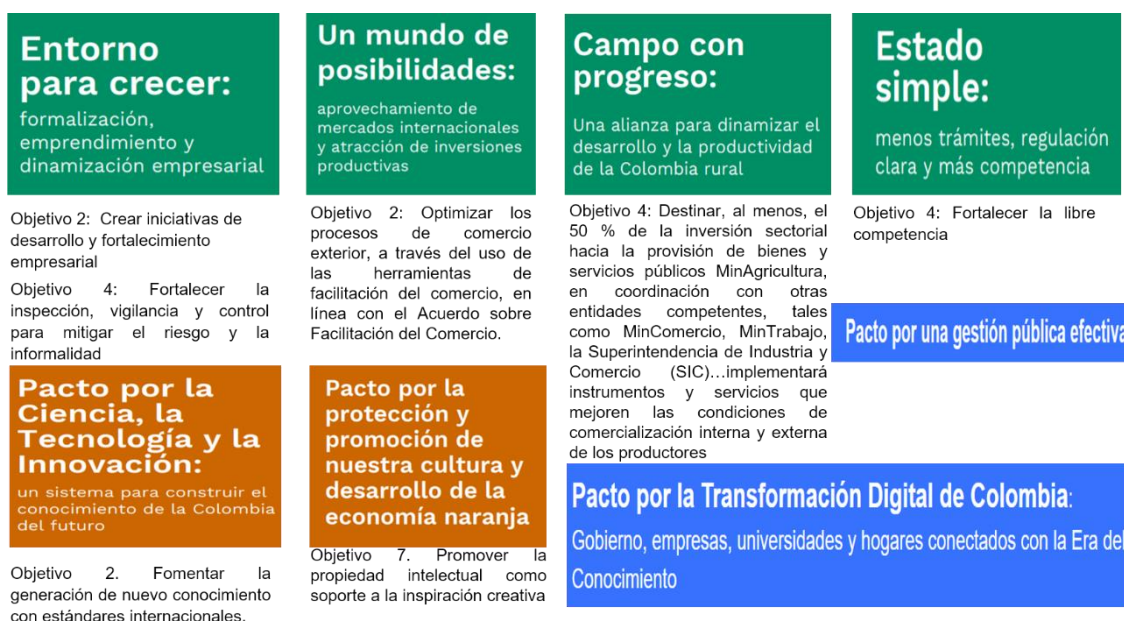 Entorno
para crecer:
formalización,
emprendimiento y
dinamización empresarial
Objetivo 2: Crear iniciativas de
desarrollo y fortalecimiento
empresarial
Objetivo 4: Fortalecer la
inspección, vigilancia y control
para mitigar el riesgo y la
informalidad
Pacto por la
Ciencia, la
Tecnología y la
Innovación:
un sistema para construir el
conocimiento de la Colombia
del futuro
Objetivo 2. Fomentar la
generación de nuevo conocimiento
con estándares internacionales.
Un mundo de
posibilidades:
aprovechamiento de
mercados internacionales
y atracción de inversiones
productivas
Objetivo 2: Optimizar los
procesos de comercio
exterior, a través del uso de
las herramientas de
facilitación del comercio, en
línea con el Acuerdo sobre
Facilitación del Comercio.
Pacto por la
protección y
promoción de
nuestra cultura y
desarrollo de la
economía naranja
Objetivo 7. Promover la
propiedad intelectual como
soporte a la inspiración creativa
Campo con
progreso:
Una alianza para dinamizar el
desarrollo y la productividad
de la Colombia rural
Objetivo 4: Destinar, al menos, el
50 % de la inversión sectorial
hacia la provisión de bienes y
servicios públicos MinAgricultura,
en coordinación con otras
entidades competentes, tales
como MinComercio, MinTrabajo,
la Superintendencia de Industria y
Comercio (SIC)…implementará
instrumentos y servicios que
mejoren las condiciones de
comercialización interna y externa
de los productores
Estado
simple:
menos trámites, regulación
clara y más competencia
Objetivo 4: Fortalecer la libre
competencia
Pacto por una gestión pública efectiva
Pacto por la Transformación Digital de Colombia:
Gobierno, empresas, universidades y hogares conectados con la Era del
Conocimiento